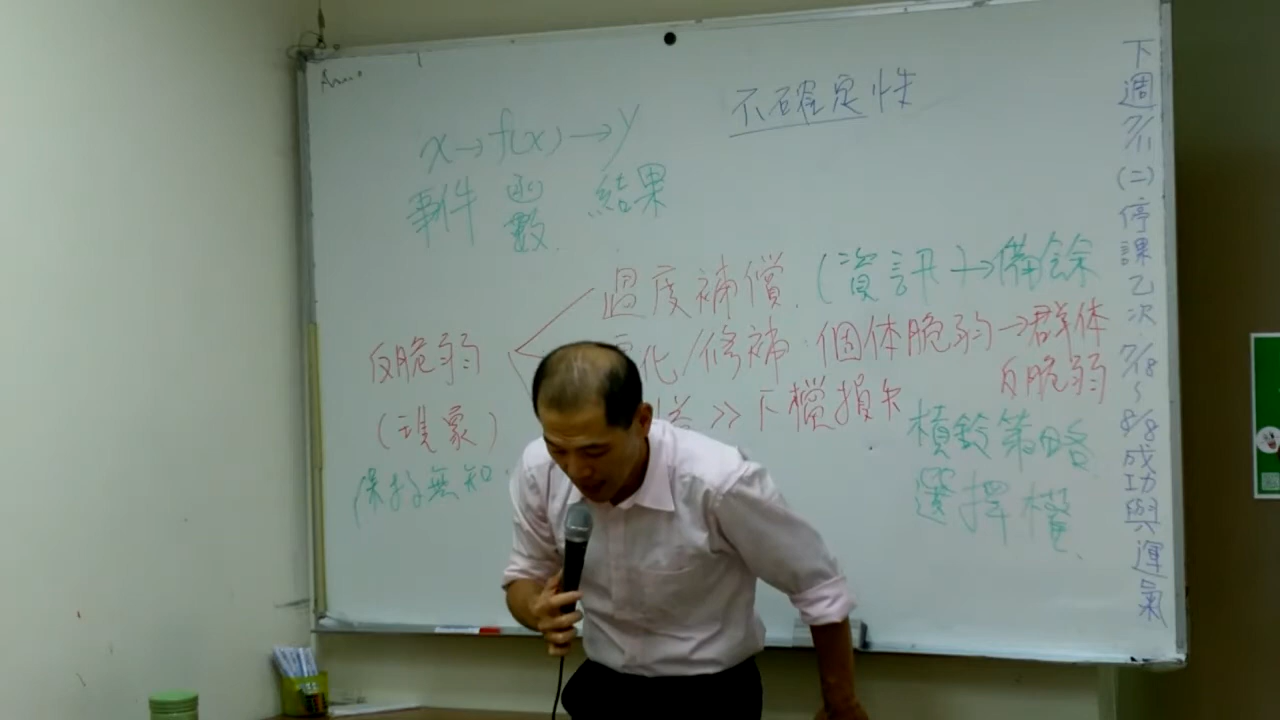 不確定性
x→f(x)→y
事件 函數 結果
過度補償 (資訊)→備餘
反脆弱
化/修補 個体脆弱→群体反脆弱
>>下檔損失
(現象)
保持無知
槓鈴策略
選擇權
下週7/11(二)停課乙次 7/18~8/8成功與運氣